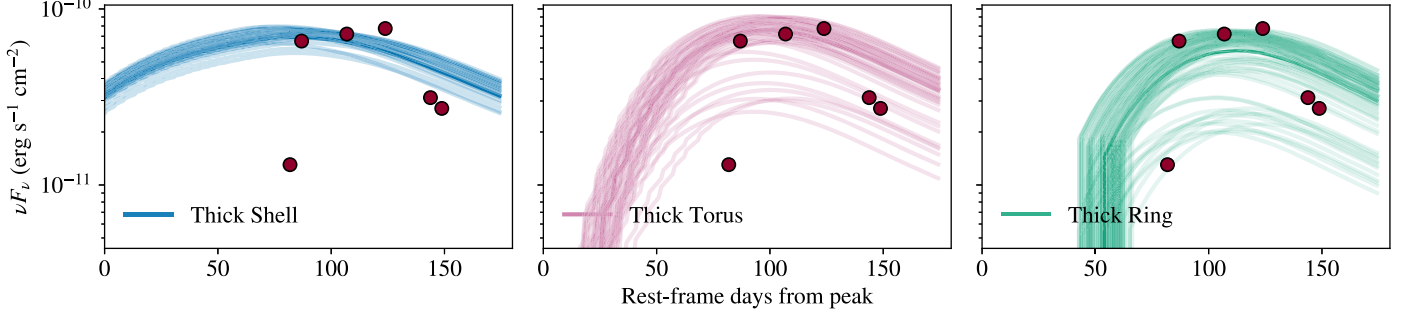 10⁻¹⁰
10⁻¹¹
νFν (erg s⁻¹ cm⁻²)
Thick Shell
Thick Torus
Thick Ring
0 50 100 150
0 50 100 150
0 50 100 150
Rest-frame days from peak